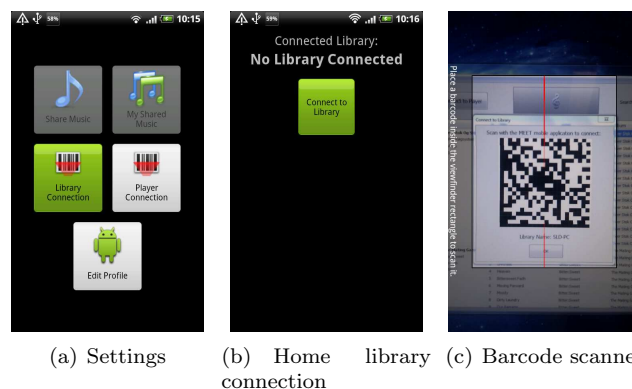 58% 10:15
Share Music
My Shared
Music
Library
Connection
Player
Connection
Edit Profile
59% 10:16
Connected Library:
No Library Connected
Connect to
Library
Place a barcode inside the viewfinder rectangle to scan it.
Connect to Library
Scan with the MEET mobile application to connect:
Library Name: SLD-PC
(a) Settings
(b) Home library
connection
(c) Barcode scanne